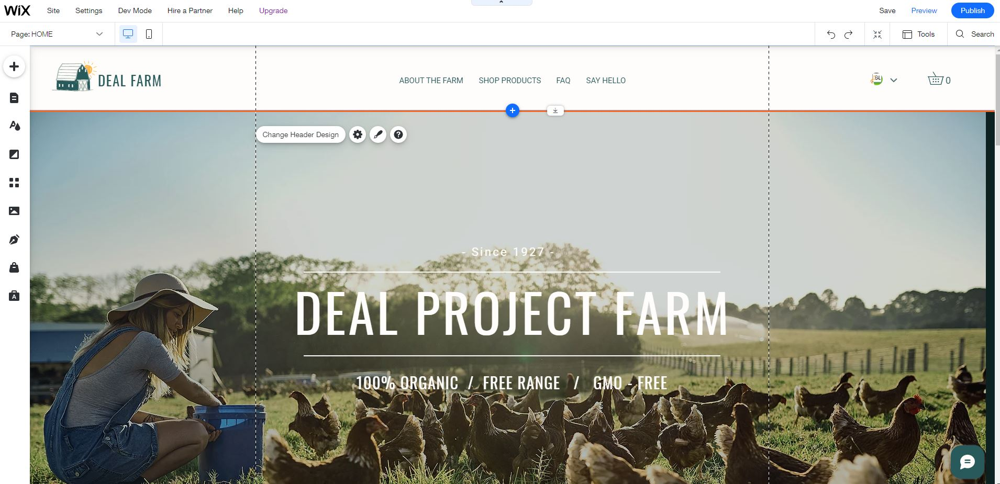 WiX Site Settings Dev Mode Hire a Partner Help Upgrade Save Preview Publish
Page: HOME Tools Search
DEAL FARM ABOUT THE FARM SHOP PRODUCTS FAQ SAY HELLO 0
Change Header Design ?
- Since 1927 -
DEAL PROJECT FARM
100% ORGANIC / FREE RANGE / GMO - FREE